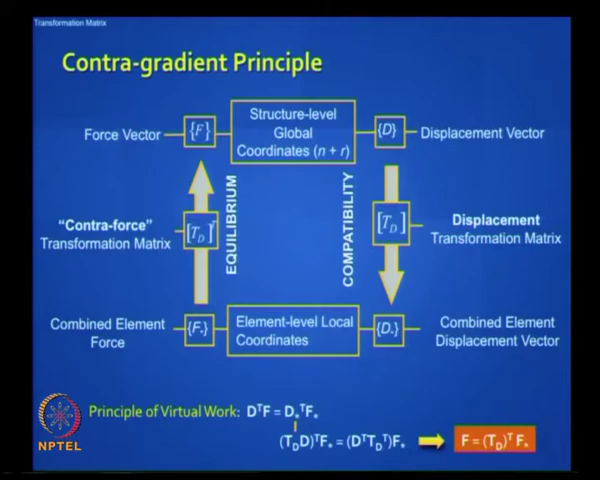 Transformation Matrix
Contra-gradient Principle
Force Vector
{F}
Structure-level
Global
Coordinates (n + r)
{D}
Displacement Vector
"Contra-force"
Transformation Matrix
[T_D]^T
EQUILIBRIUM
COMPATIBILITY
[T_D]
Displacement
Transformation Matrix
Combined Element
Force
{F*}
Element-level Local
Coordinates
{D*}
Combined Element
Displacement Vector
Principle of Virtual Work: D^T F = D*^T F*
(T_D D)^T F* = (D^T T_D^T)F*
F = (T_D)^T F*
NPTEL